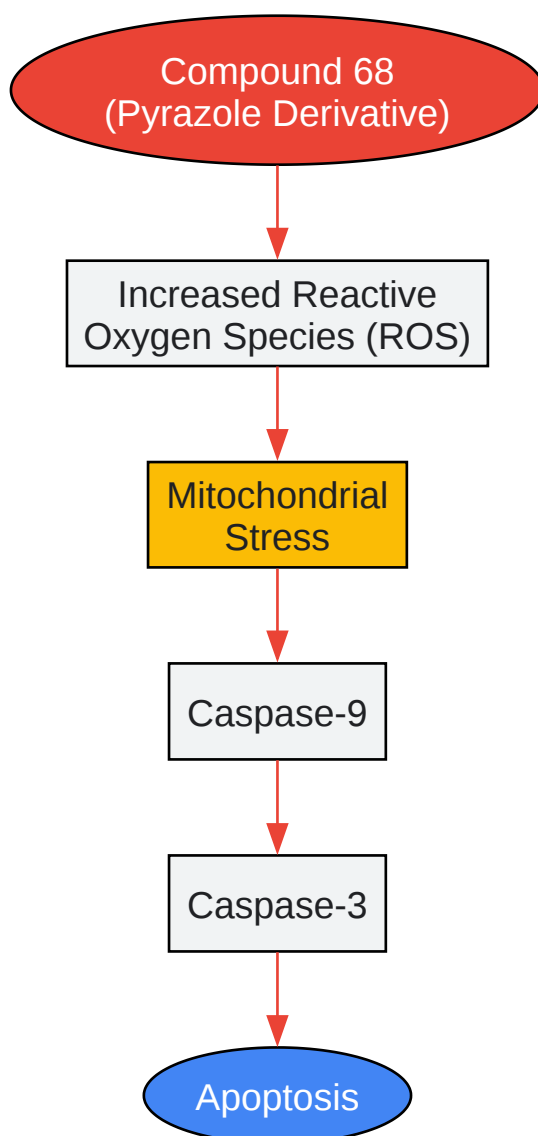 Compound 68
(Pyrazole Derivative)
Increased Reactive
Oxygen Species (ROS)
Mitochondrial
Stress
Caspase-9
Caspase-3
Apoptosis